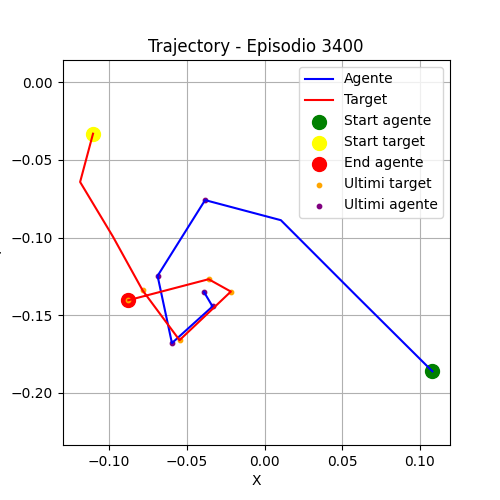 Trajectory - Episodio 3400
Agente
Target
Start agente
Start target
End agente
Ultimi target
Ultimi agente
0.00
−0.05
−0.10
−0.15
−0.20
−0.10
−0.05
0.00
0.05
0.10
X